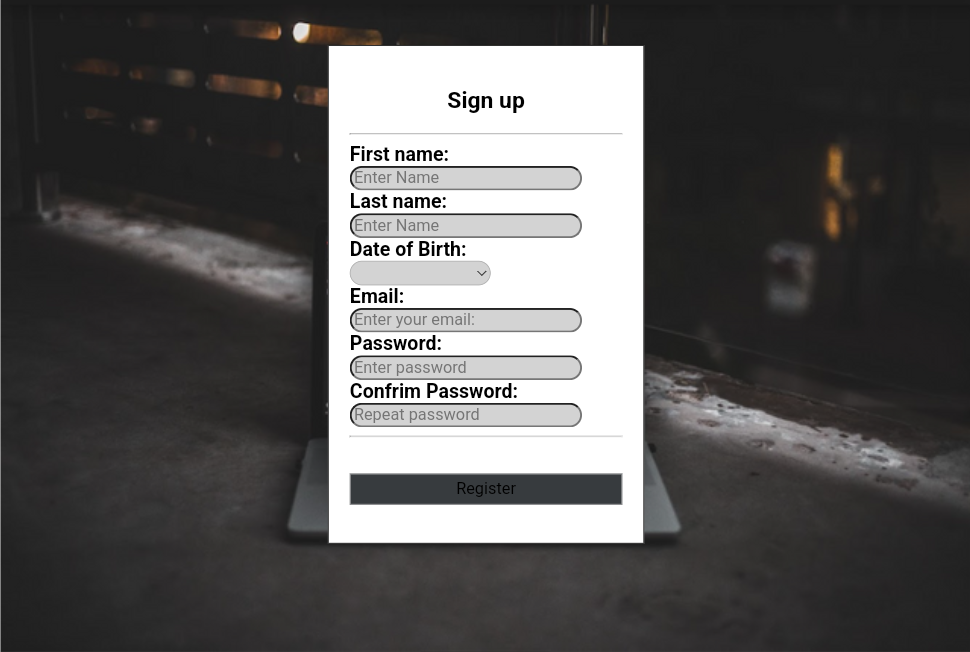 Sign up
First name:
Enter Name
Last name:
Enter Name
Date of Birth:
Email:
Enter your email:
Password:
Enter password
Confrim Password:
Repeat password
Register